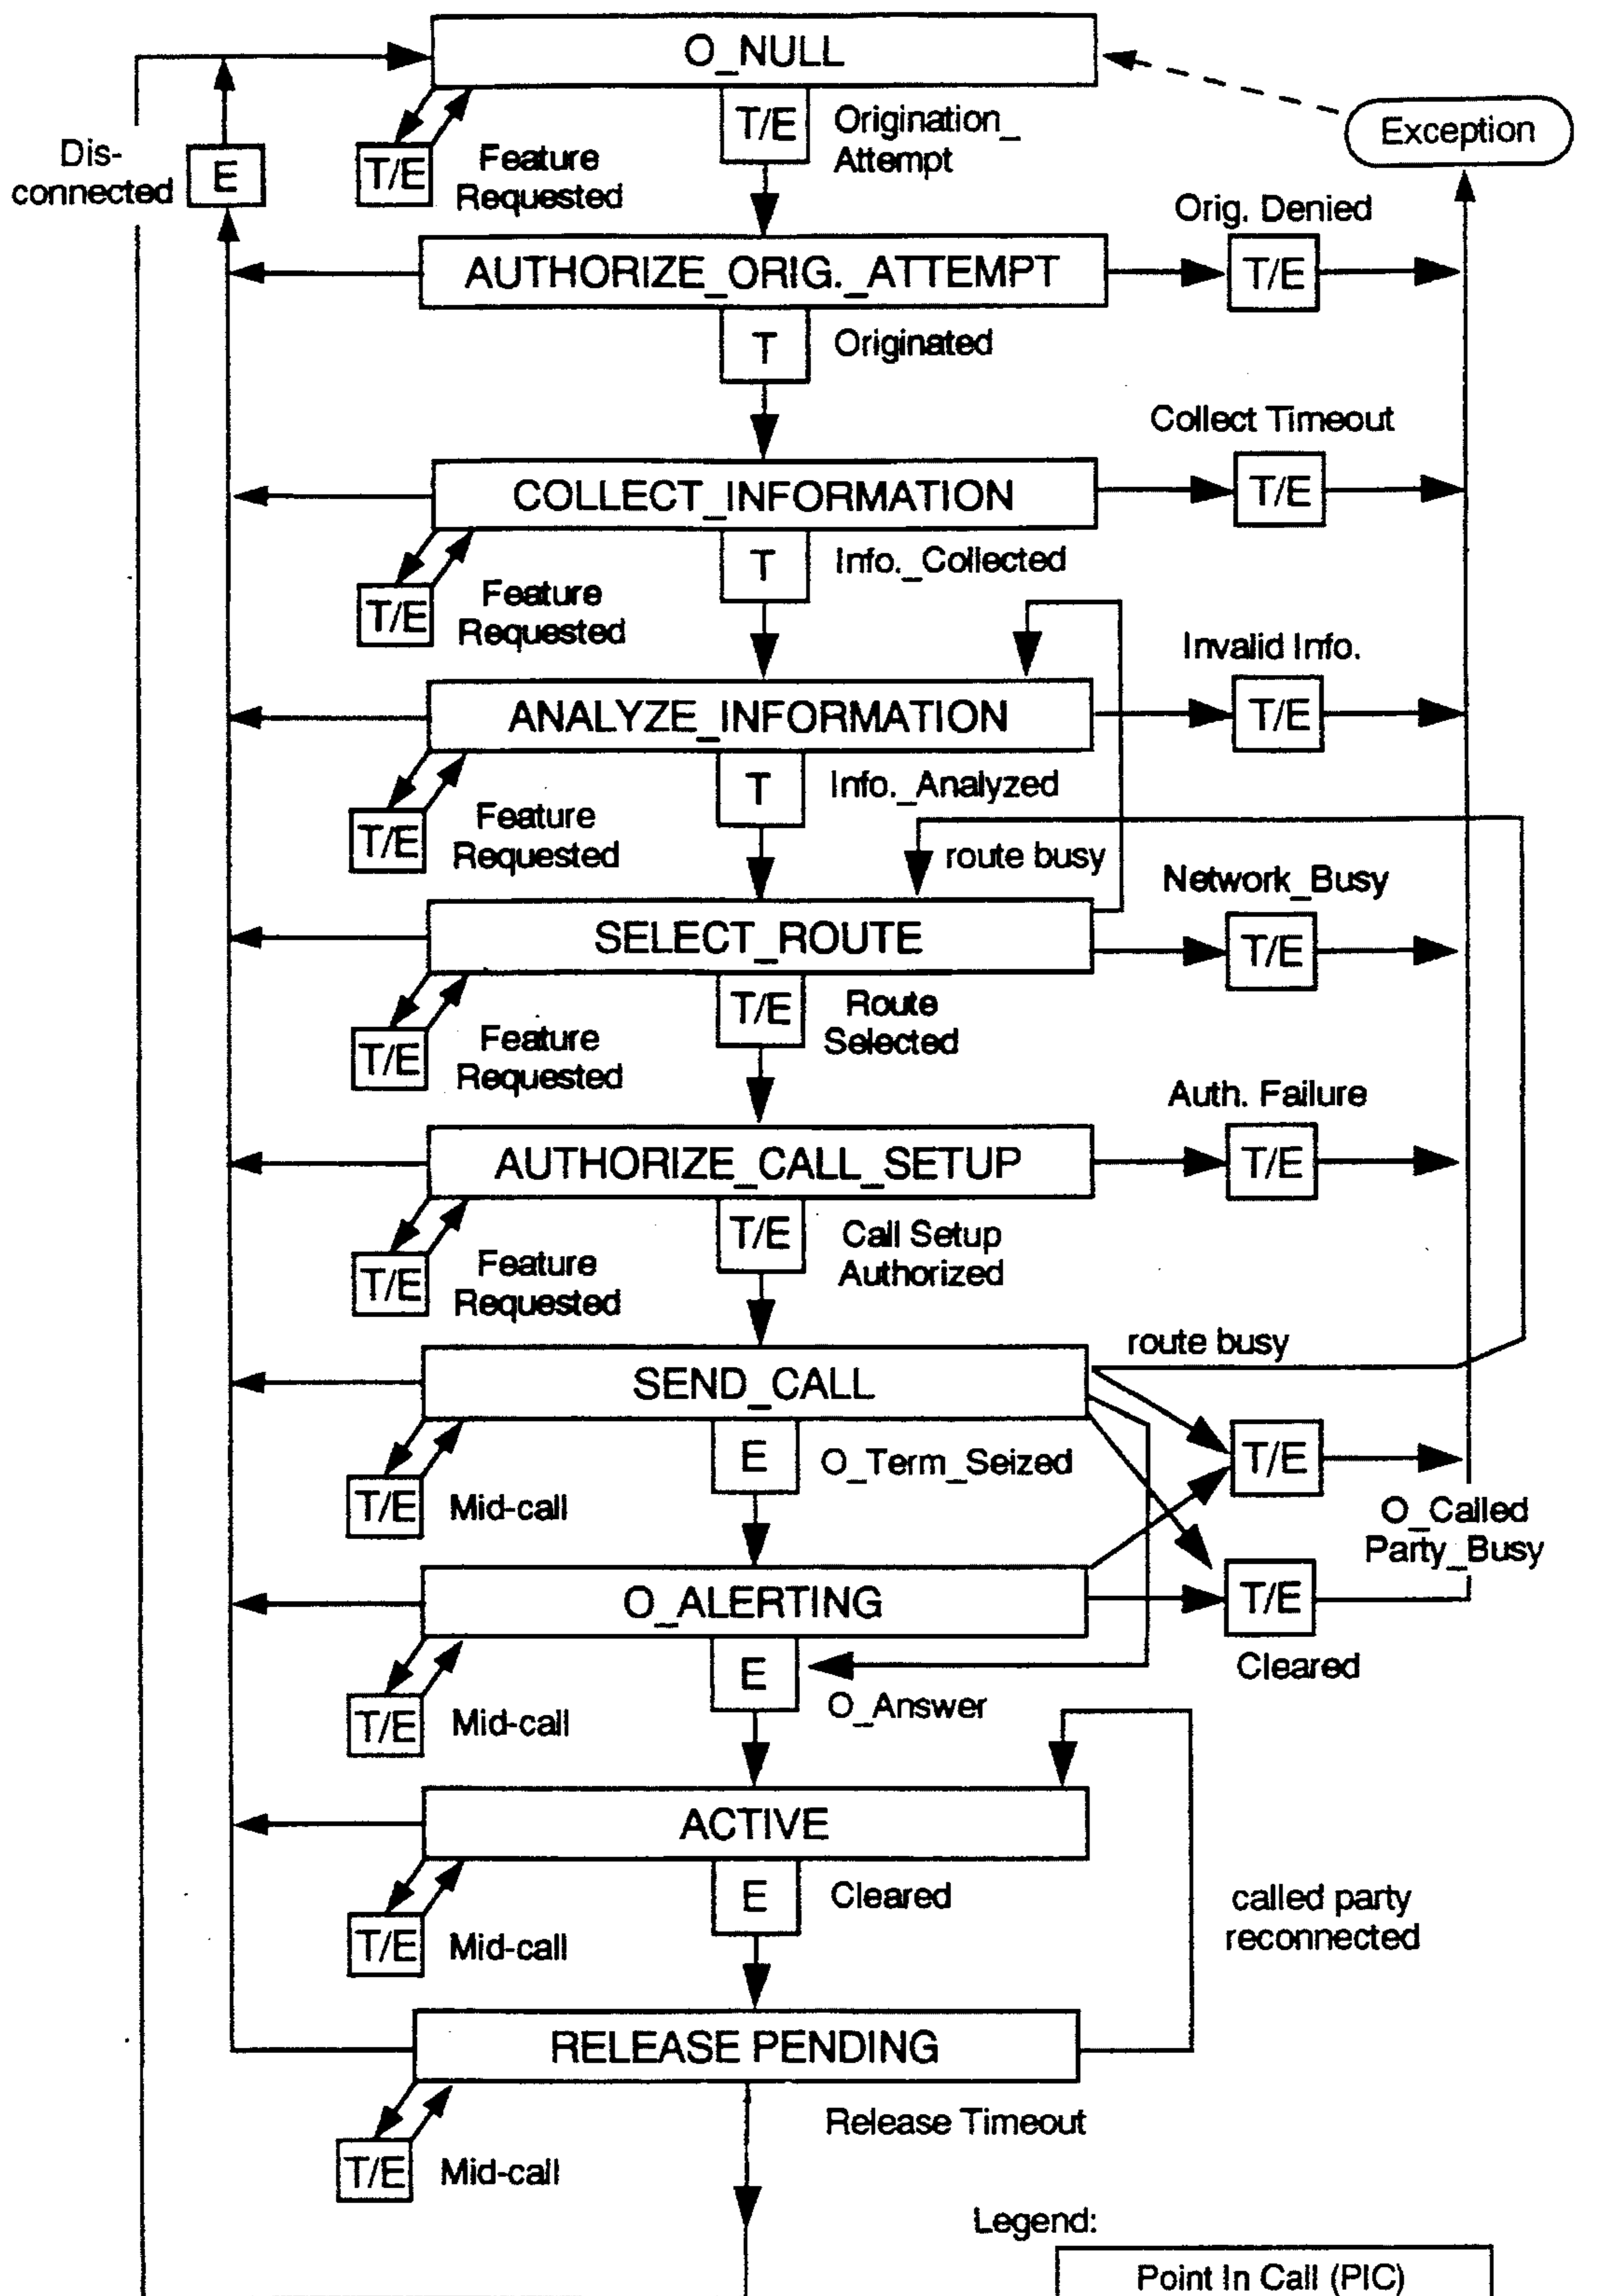 O_NULL
T/E
Origination_
Attempt
Exception
Dis-
connected
E
T/E
Feature
Requested
Orig. Denied
AUTHORIZE_ORIG._ATTEMPT
T/E
T
Originated
Collect Timeout
COLLECT_INFORMATION
T/E
T
Info._Collected
T/E
Feature
Requested
Invalid Info.
ANALYZE_INFORMATION
T/E
T
Info._Analyzed
T/E
Feature
Requested
route busy
Network_Busy
SELECT_ROUTE
T/E
T/E
Route
Selected
T/E
Feature
Requested
Auth. Failure
AUTHORIZE_CALL_SETUP
T/E
T/E
Call Setup
Authorized
T/E
Feature
Requested
route busy
SEND_CALL
T/E
E
O_Term_Seized
T/E
Mid-call
O_Called
Party_Busy
O_ALERTING
T/E
Cleared
E
O_Answer
T/E
Mid-call
ACTIVE
E
Cleared
called party
reconnected
T/E
Mid-call
RELEASE PENDING
Release Timeout
T/E
Mid-call
Legend:
Point In Call (PIC)